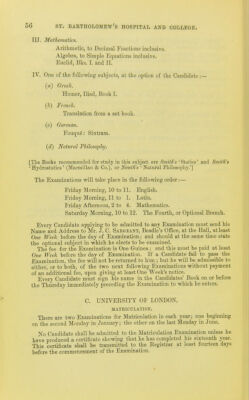 56 ST. BARTHOLOMEW'S HOSPITAL AND COLLEGE.
III. Mathematics.
Arithmetic, to Decimal Fractions inclusive.
Algebra, to Simple Equations inclusive.
Euclid, Bks. I. and II.
IV. One of the following subjects, at the option of the Candidate:—
(a) Greek.
Homer, Iliad, Book I.
(b) French.
Translation from a set book.
(c) German.
Fouqué: Sintram.
(d) Natural Philosophy.
[The Books recommended for study in this subject are Smith's 'Statics' and Smith's
'Hydrostatics' (Macmillan & Co.), or Smith's 'Natural Philosophy.']
The Examinations will take place in the following order:—
Friday Morning, 10 to 11. English.
Friday Morning, 11 to 1. Latin.
Friday Afternoon, 2 to 4. Mathematics.
Saturday Morning, 10 to 12. The Fourth, or Optional Branch.
Every Candidate applying to be admitted to any Examination must send his
Name and Address to Mr. J. C. SARGEANT, Beadle's Office, at the Hall, at least
One Week before the day of Examination; and should at the same time state
the optional subject in which he elects to be examined.
The fee for the Examination is One Guinea; and this must be paid at least
One Week before the day of Examination. If a Candidate fail to pass the
Examination, the fee will not be returned to him; but he will be admissible to
either, or to both, of the two next following Examinations without payment
of an additional fee, upon giving at least One Week's notice.
Every Candidate must sign his name in the Candidates' Book on or before
the Thursday immediately preceding the Examination to which he enters.
C. UNIVERSITY OF LONDON.
MATRICULATION.
There are two Examinations for Matriculation in each year; one beginning
on the second Monday in January; the other on the last Monday in June.
No Candidate shall be admitted to the Matriculation Examination unless he
have produced a certificate showing that he has completed his sixteenth year.
This certificate shall be transmitted to the Registrar at least fourteen days
before the commencement of the Examination.